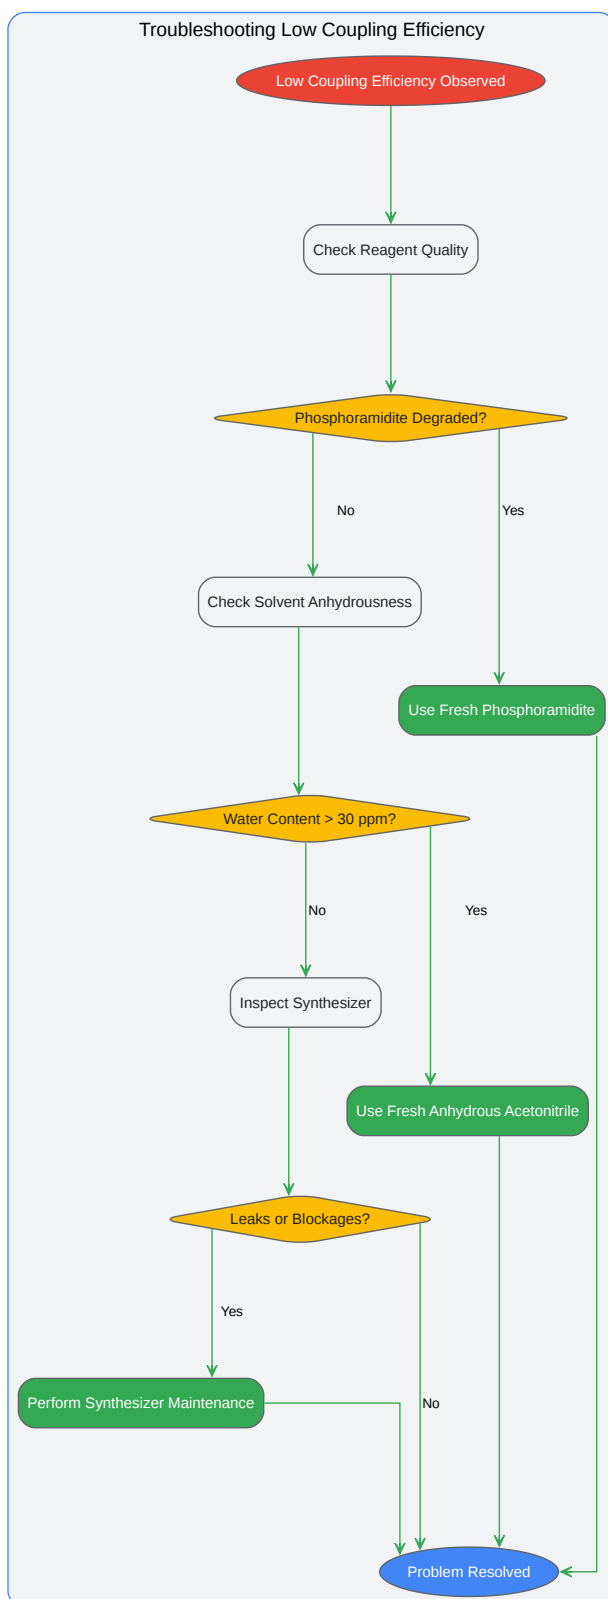 Troubleshooting Low Coupling Efficiency
Low Coupling Efficiency Observed
Check Reagent Quality
Phosphoramidite Degraded?
No
Yes
Check Solvent Anhydrousness
Use Fresh Phosphoramidite
Water Content > 30 ppm?
No
Yes
Inspect Synthesizer
Use Fresh Anhydrous Acetonitrile
Leaks or Blockages?
Yes
Perform Synthesizer Maintenance
No
Problem Resolved